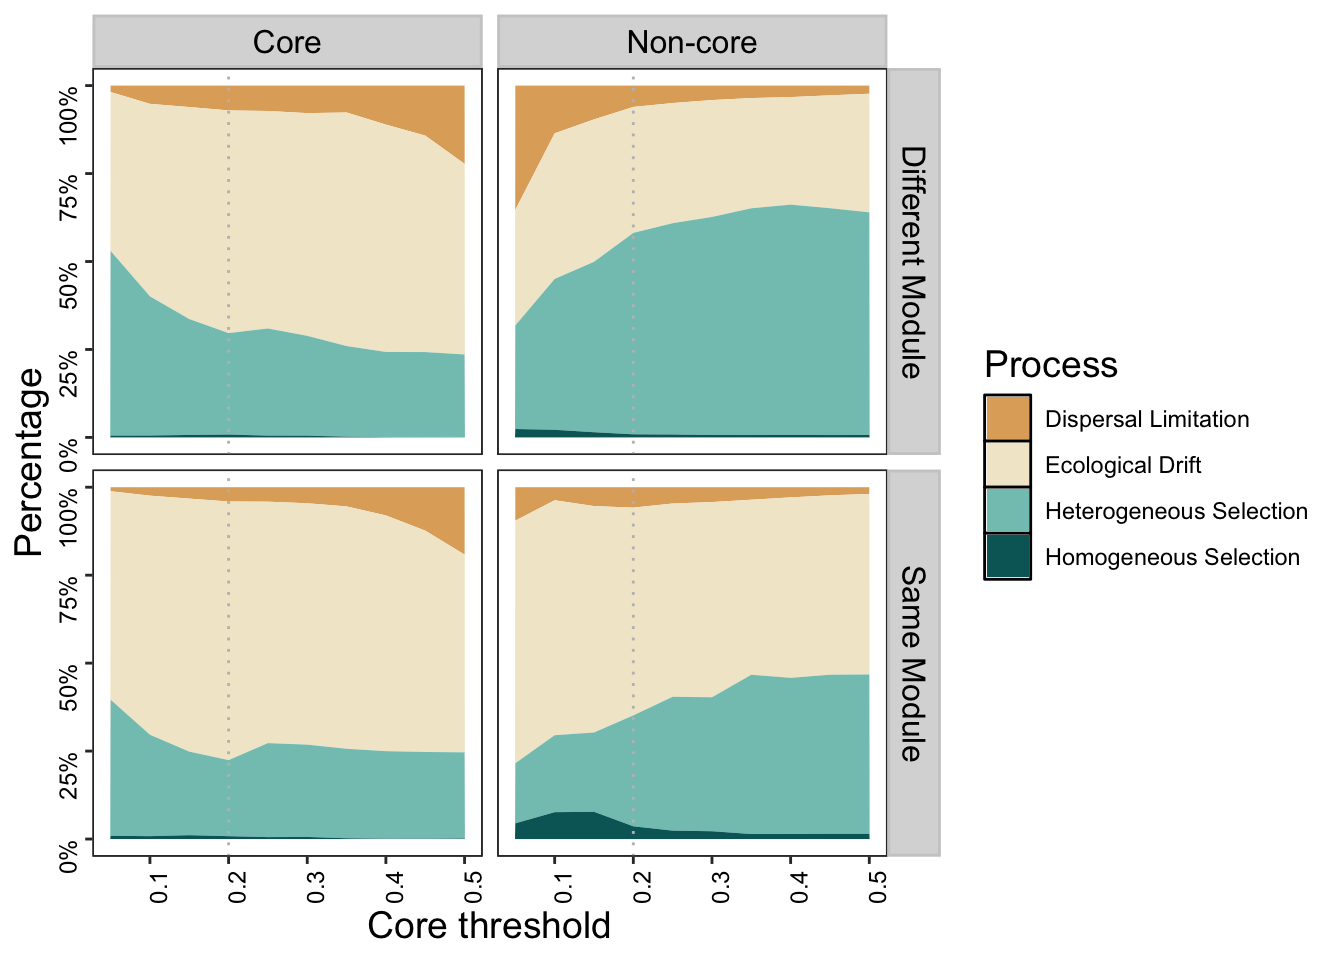 Core
Non-core
Percentage
100%
75%
50%
25%
0%
Different Module
100%
75%
50%
25%
0%
Same Module
0.1
0.2
0.3
0.4
0.5
0.1
0.2
0.3
0.4
0.5
Core threshold
Process
Dispersal Limitation
Ecological Drift
Heterogeneous Selection
Homogeneous Selection